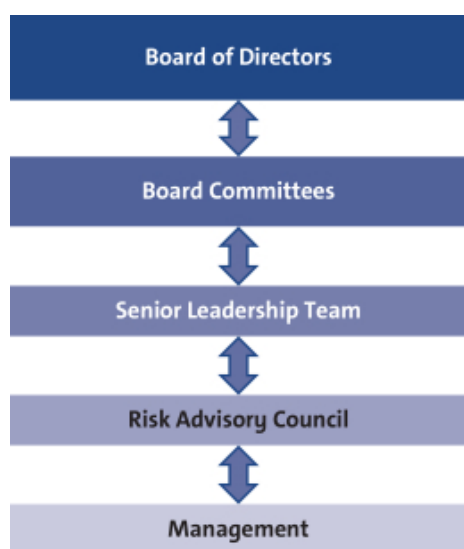 Board of Directors
Board Committees
Senior Leadership Team
Risk Advisory Council
Management